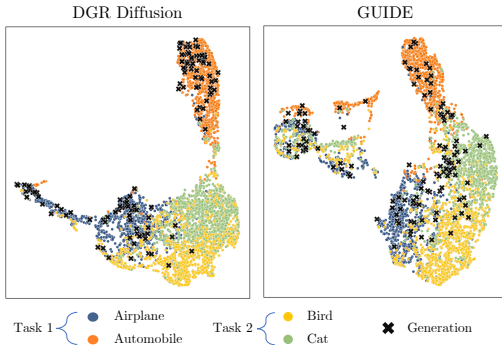 DGR Diffusion
GUIDE
Task 1
Airplane
Automobile
Task 2
Bird
Cat
Generation